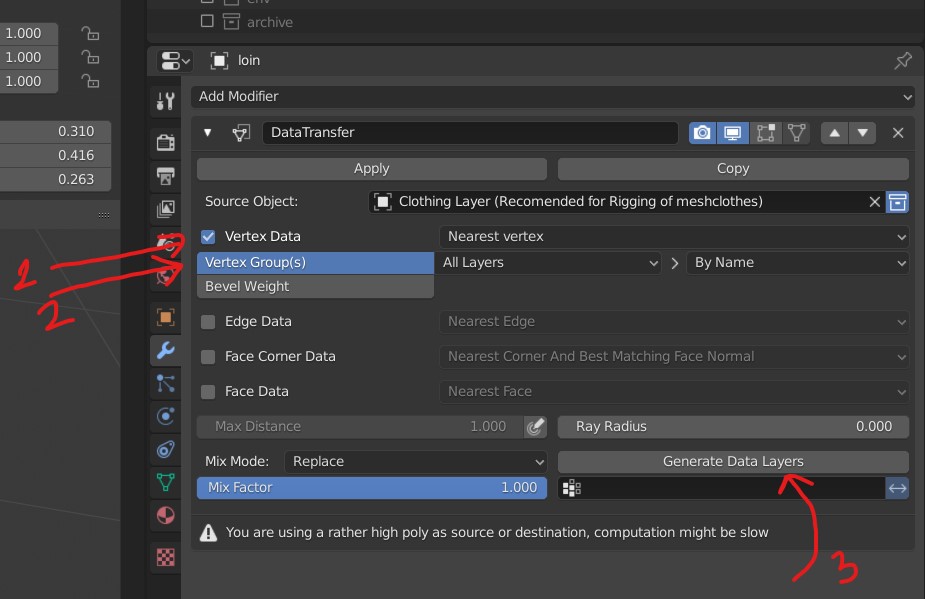 env
archive
1.000
1.000
1.000
loin
Add Modifier
DataTransfer
0.310
0.416
0.263
Apply Copy
Source Object: Clothing Layer (Recomended for Rigging of meshclothes)
Vertex Data Nearest vertex
Vertex Group(s) All Layers By Name
Bevel Weight
1
2
Edge Data Nearest Edge
Face Corner Data Nearest Corner And Best Matching Face Normal
Face Data Nearest Face
Max Distance 1.000 Ray Radius 0.000
Mix Mode: Replace Generate Data Layers
Mix Factor 1.000
You are using a rather high poly as source or destination, computation might be slow
3